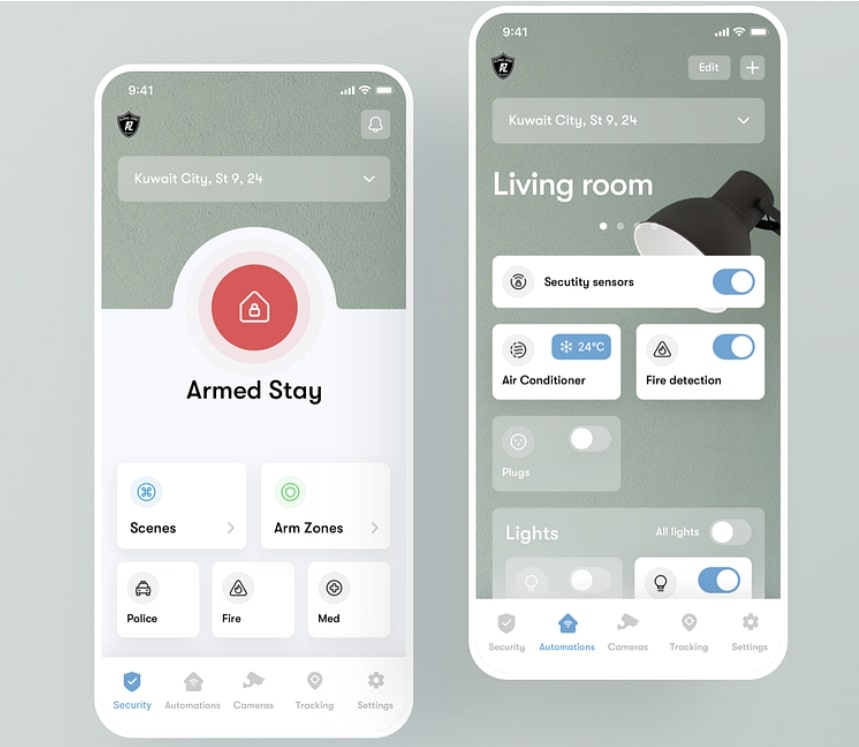 9:41
Kuwait City, St 9, 24
Armed Stay
Scenes
Arm Zones
Police
Fire
Med
Security
Automations
Cameras
Tracking
Settings
9:41
Edit
Kuwait City, St 9, 24
Living room
Secutity sensors
24°C
Air Conditioner
Fire detection
Plugs
Lights
All lights
Security
Automations
Cameras
Tracking
Settings